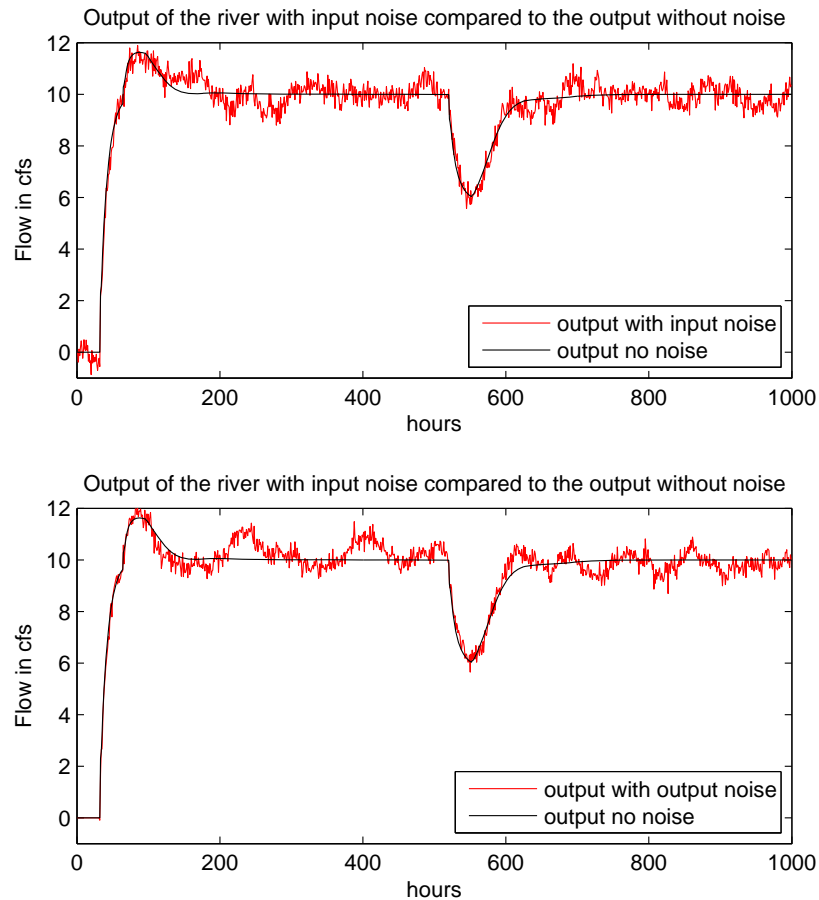 Output of the river with input noise compared to the output without noise
12
10
8
6
4
2
0
Flow in cfs
output with input noise
output no noise
0 200 400 600 800 1000
hours
Output of the river with input noise compared to the output without noise
12
10
8
6
4
2
0
Flow in cfs
output with output noise
output no noise
0 200 400 600 800 1000
hours